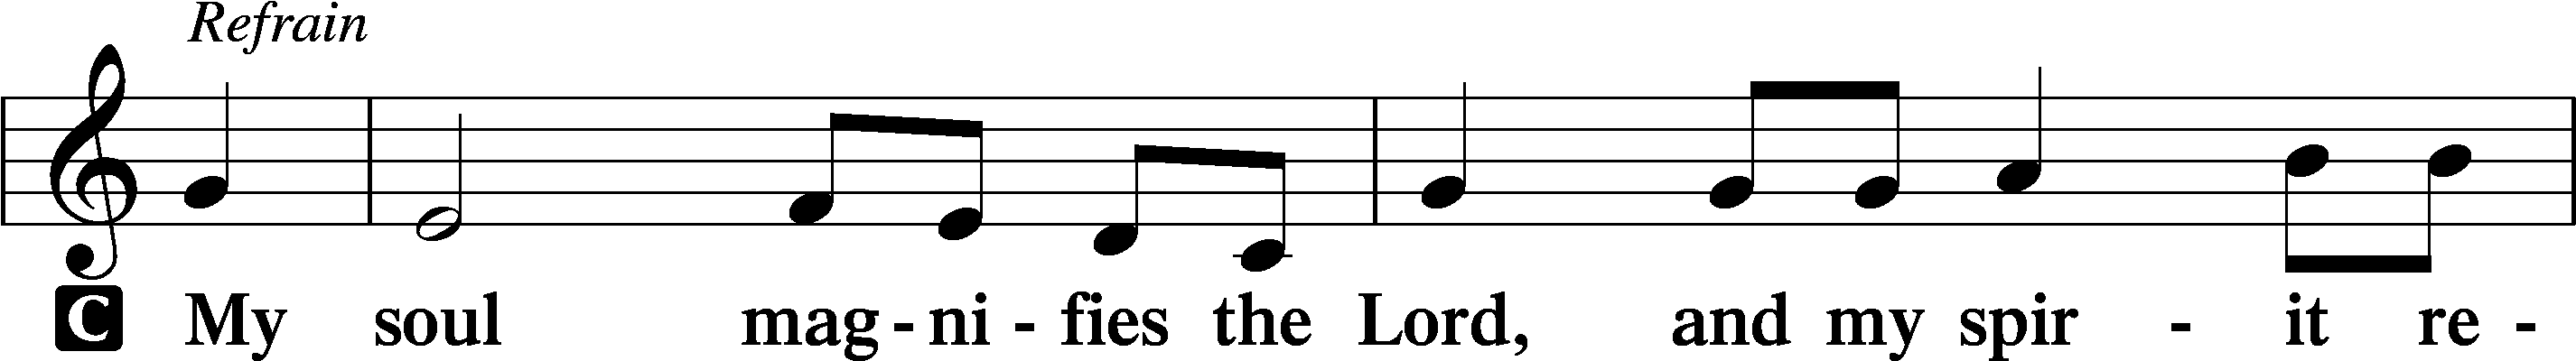 Refrain
C My soul mag - ni - fies the Lord, and my spir - it re -